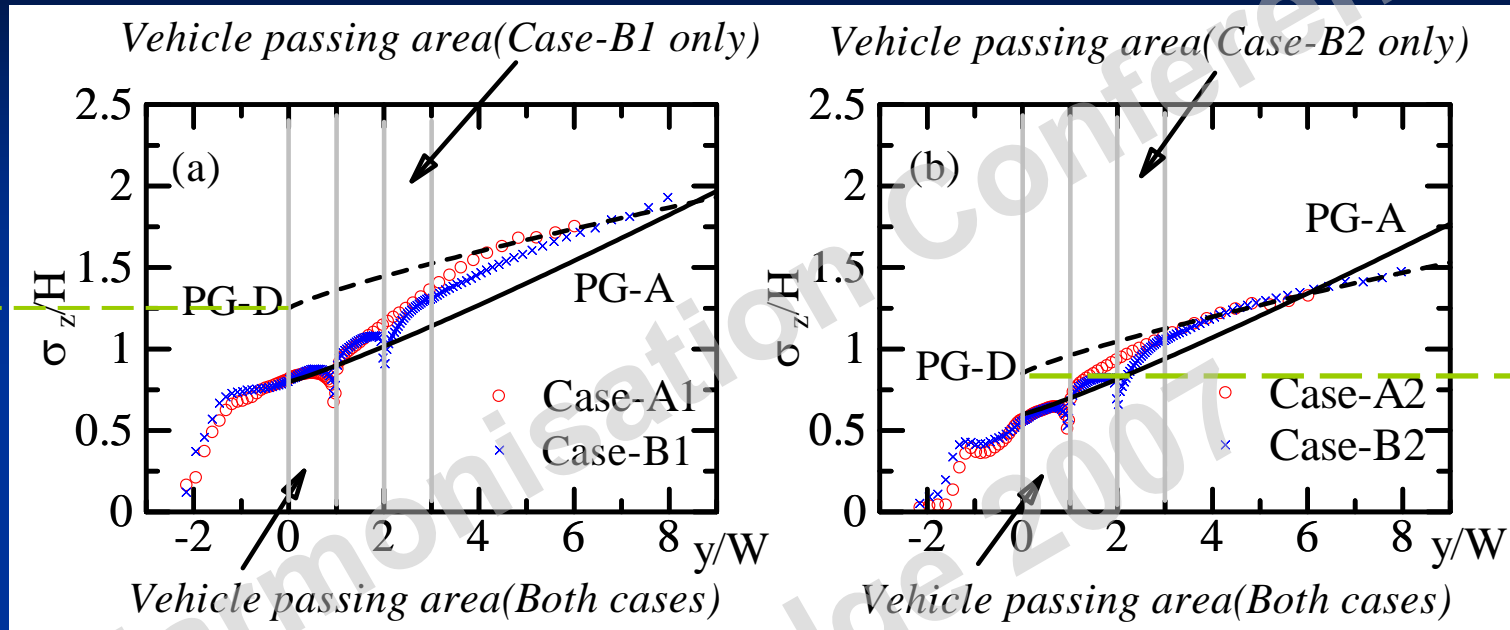 Vehicle passing area(Case-B1 only)
2.5
2
1.5
1
0.5
0
σz/H
(a)
PG-D
PG-A
Case-A1
Case-B1
-2 0 2 4 6 8 y/W
Vehicle passing area(Both cases)
Vehicle passing area(Case-B2 only)
2.5
2
1.5
1
0.5
0
σz/H
(b)
PG-A
PG-D
Case-A2
Case-B2
-2 0 2 4 6 8 y/W
Vehicle passing area(Both cases)
2007